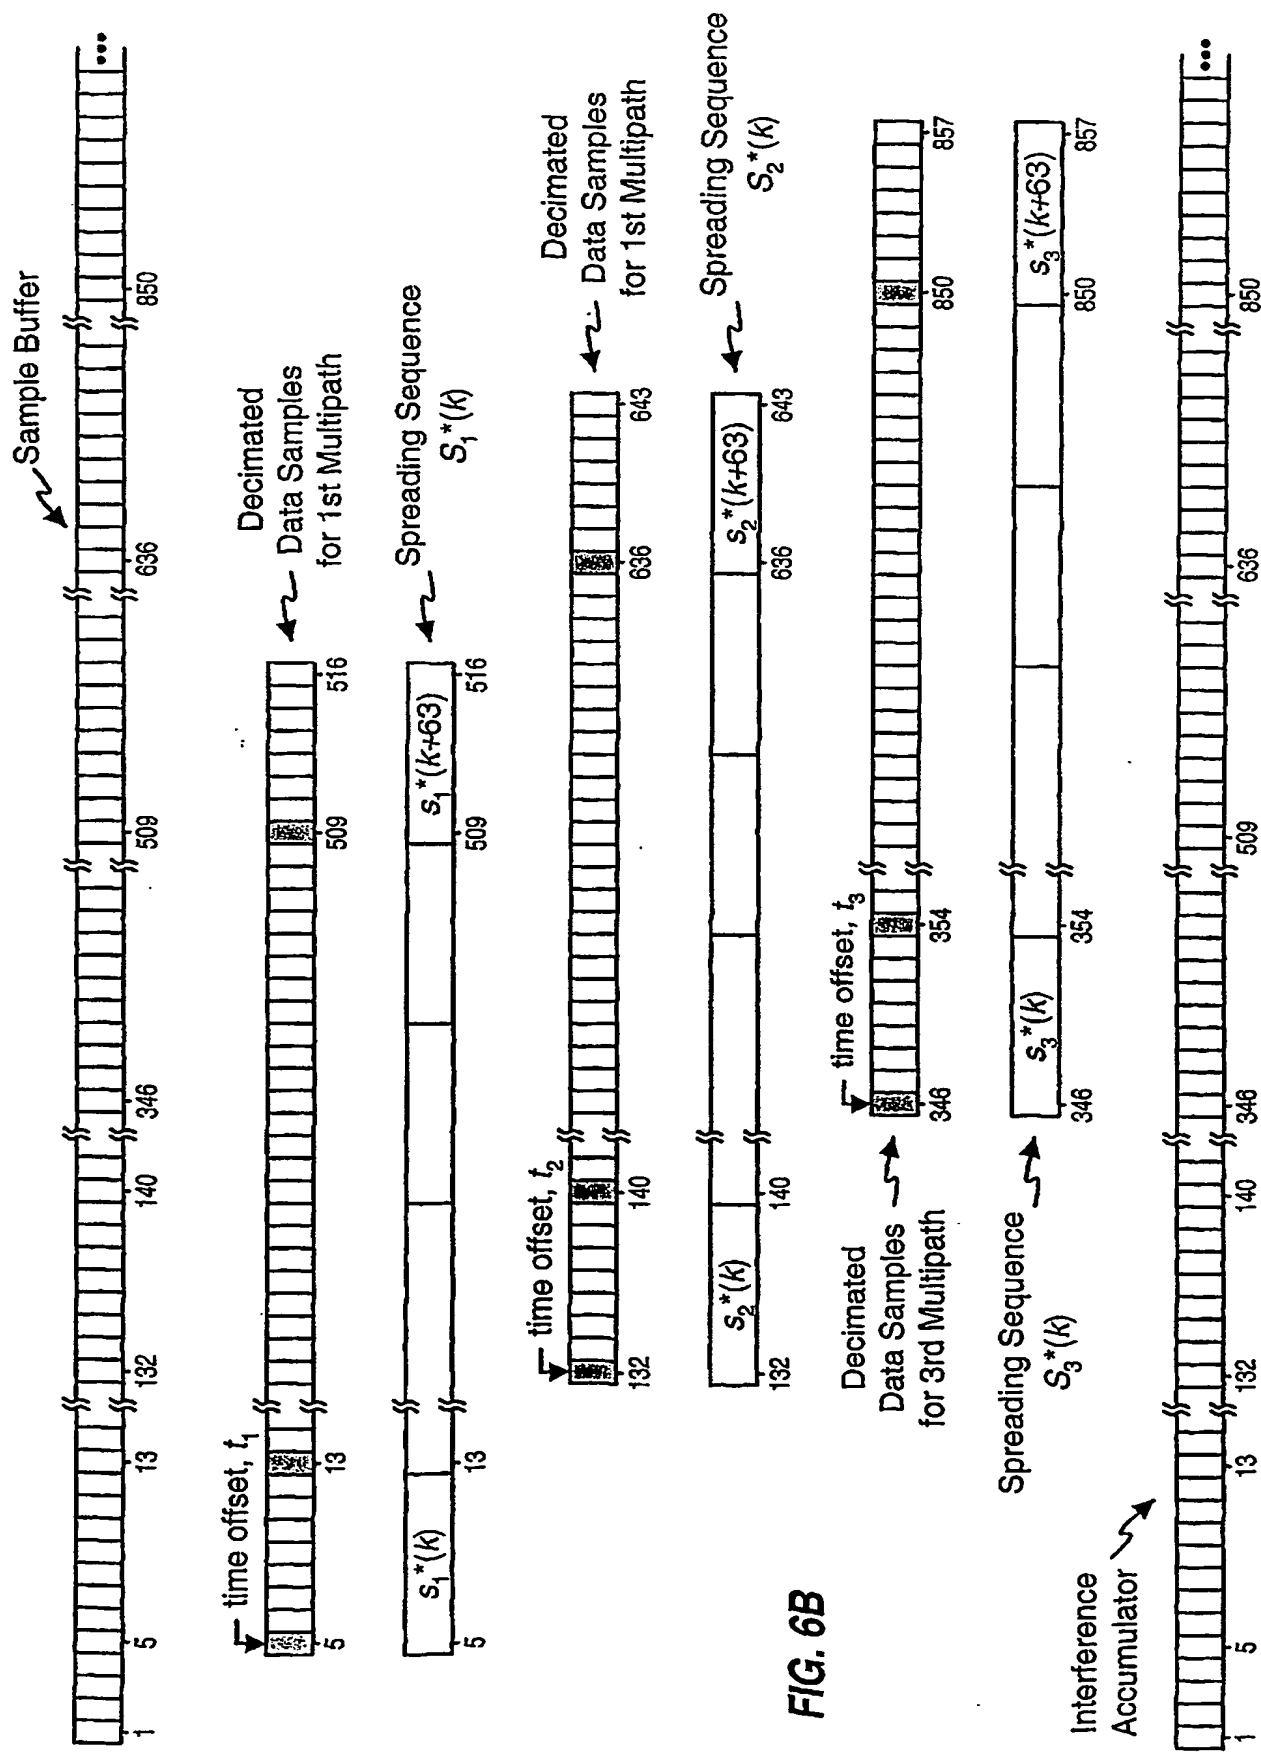 Sample Buffer
1
5
13
132
140
346
509
636
850
...
time offset, t1
5
13
509
516
Decimated
Data Samples
for 1st Multipath
s1*(k)
s1*(k+63)
5
13
509
516
Spreading Sequence
S1*(k)
time offset, t2
132
140
636
643
Decimated
Data Samples
for 1st Multipath
s2*(k)
s2*(k+63)
132
140
636
643
Spreading Sequence
S2*(k)
Decimated
Data Samples
for 3rd Multipath
time offset, t3
346
354
850
857
Spreading Sequence
S3*(k)
s3*(k)
s3*(k+63)
346
354
850
857
Interference
Accumulator
1
5
13
132
140
346
509
636
850
...
FIG. 6B